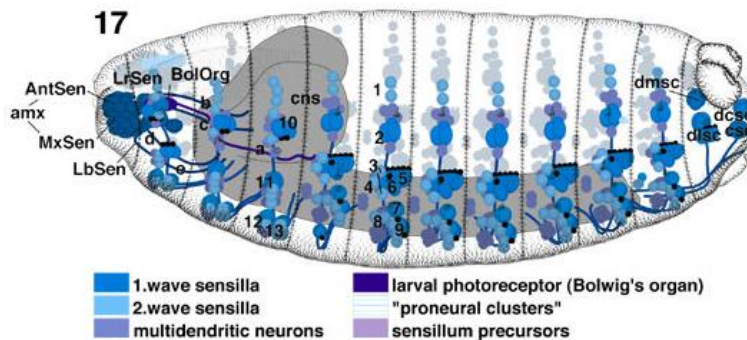 17
LrSen BolOrg
AntSen
amx
MxSen
LbSen
b
c
d
a
e
cns
10
11
12
13
1
2
3
4
5
6
7
8
9
dmsc
dcsc
csc
dlsc
1.wave sensilla
2.wave sensilla
multidendritic neurons
larval photoreceptor (Bolwig's organ)
"proneural clusters"
sensillum precursors